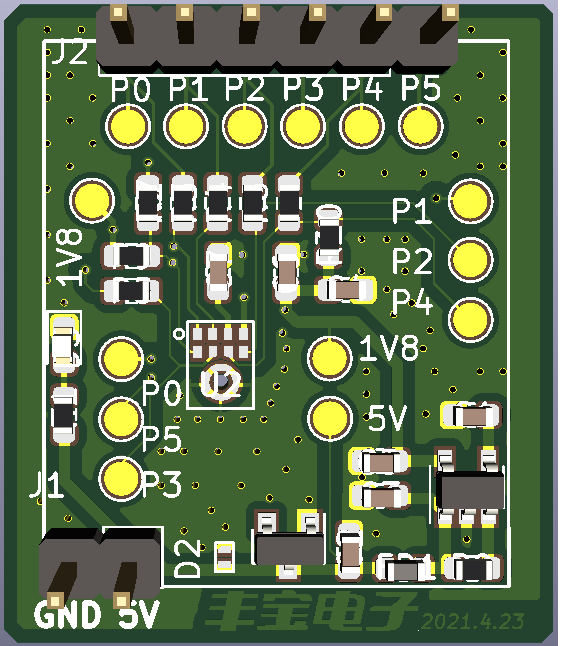 J2
P0 P1 P2 P3 P4 P5
1V8
P1
P2
P4
1V8
P0
5V
P5
P3
J1
D2
GND 5V
丰宝电子
2021.4.23